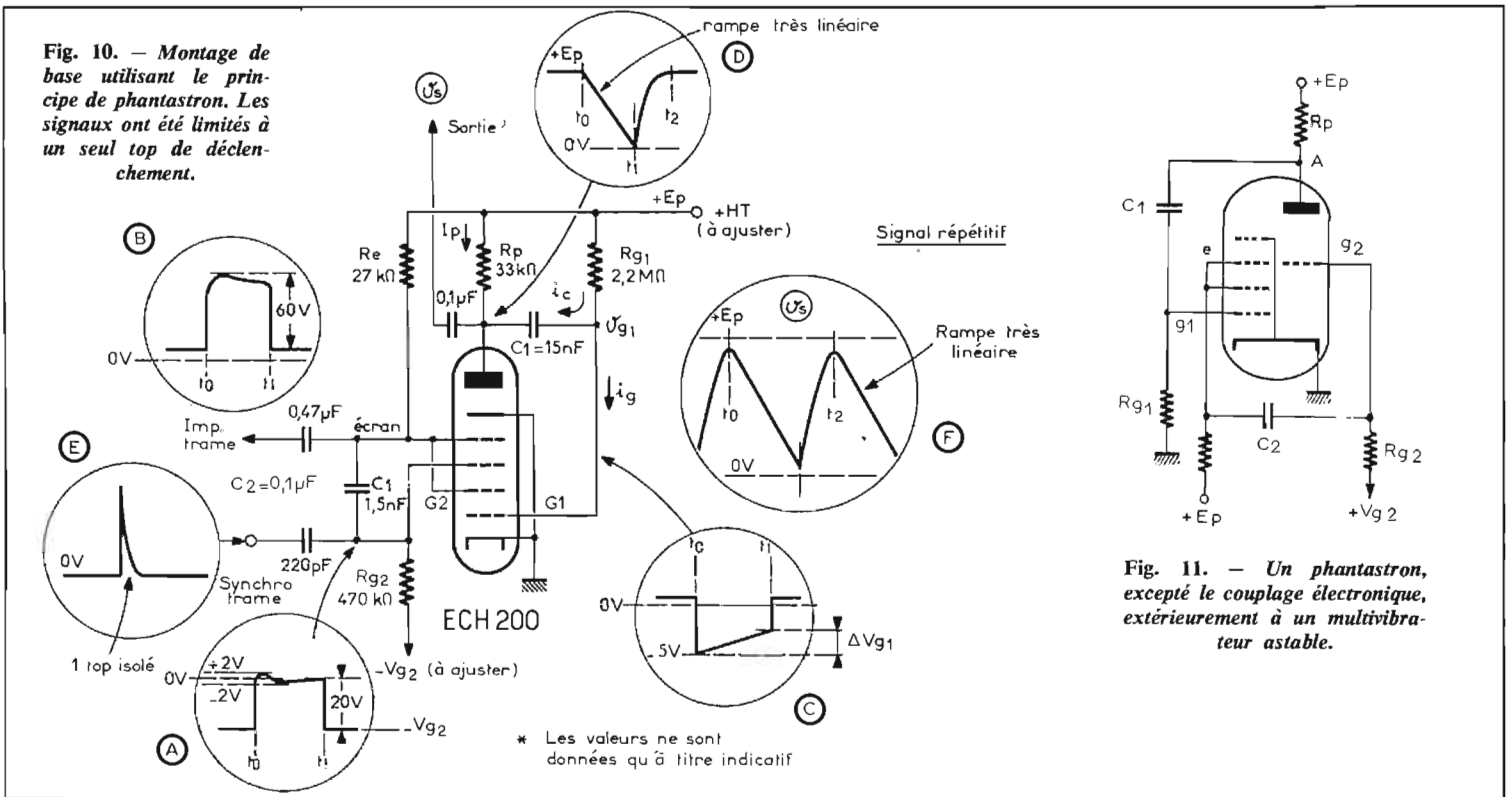 Fig. 10. — Montage de
base utilisant le prin-
cipe de phantastron. Les
signaux ont été limités à
un seul top de déclen-
chement.
rampe très linéaire
D
+Ep
t0
t1
t2
0V
υs
Sortie
+Ep
+HT
(à ajuster)
B
60V
0V
t0
t1
Re
27 kΩ
Ip
Rp
33kΩ
Rg1
2,2MΩ
ic
0,1µF
υg1
C1=15nF
ig
Signal répétitif
υs
+Ep
Rampe très
linéaire
t0
t2
0V
F
0,47µF
Imp.
trame
écran
E
C2=0,1µF
C1
1,5nF
G2
G1
0V
220pF
Synchro
trame
Rg2
470 kΩ
ECH 200
1 top isolé
-Vg2 (à ajuster)
+2V
0V
-2V
20V
-Vg2
t0
t1
A
t0
t1
0V
-5V
ΔVg1
C
* Les valeurs ne sont
données qu'à titre indicatif
+Ep
Rp
A
C1
e
g2
g1
Rg1
C2
Rg2
+Ep
+Vg2
Fig. 11. — Un phantastron,
excepté le couplage électronique,
extérieurement à un multivibra-
teur astable.